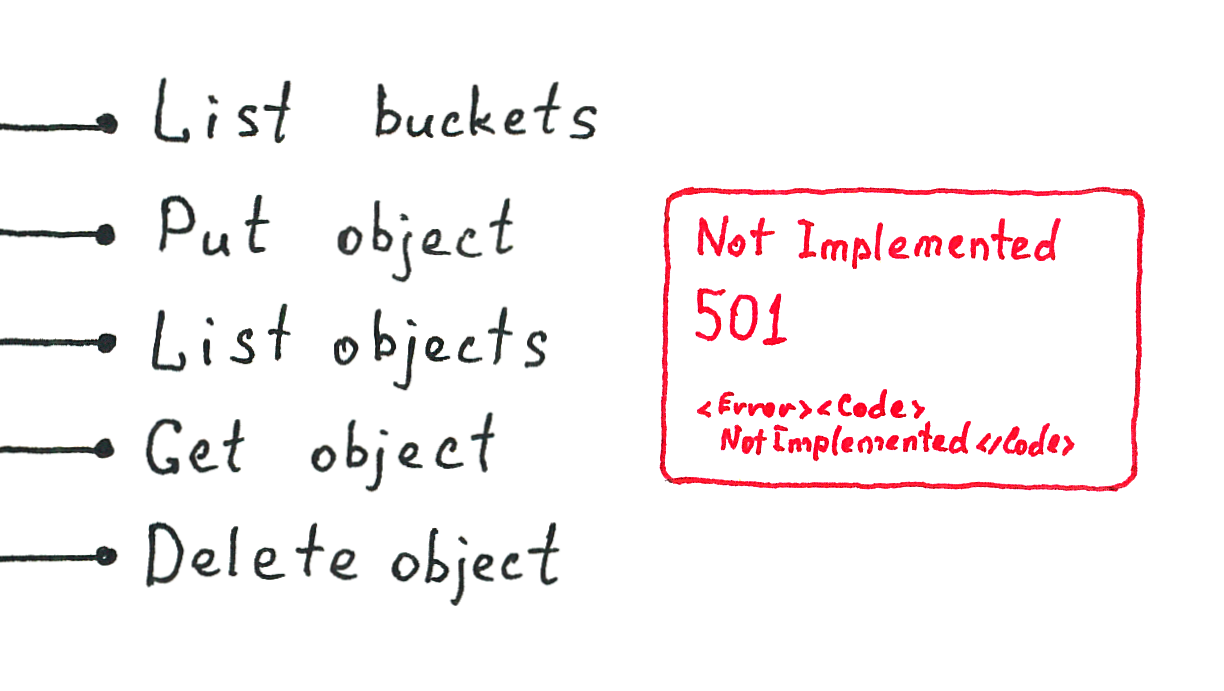 List buckets
Put object
List objects
Get object
Delete object
Not Implemented
501
<Error><Code>
NotImplemented</Code>